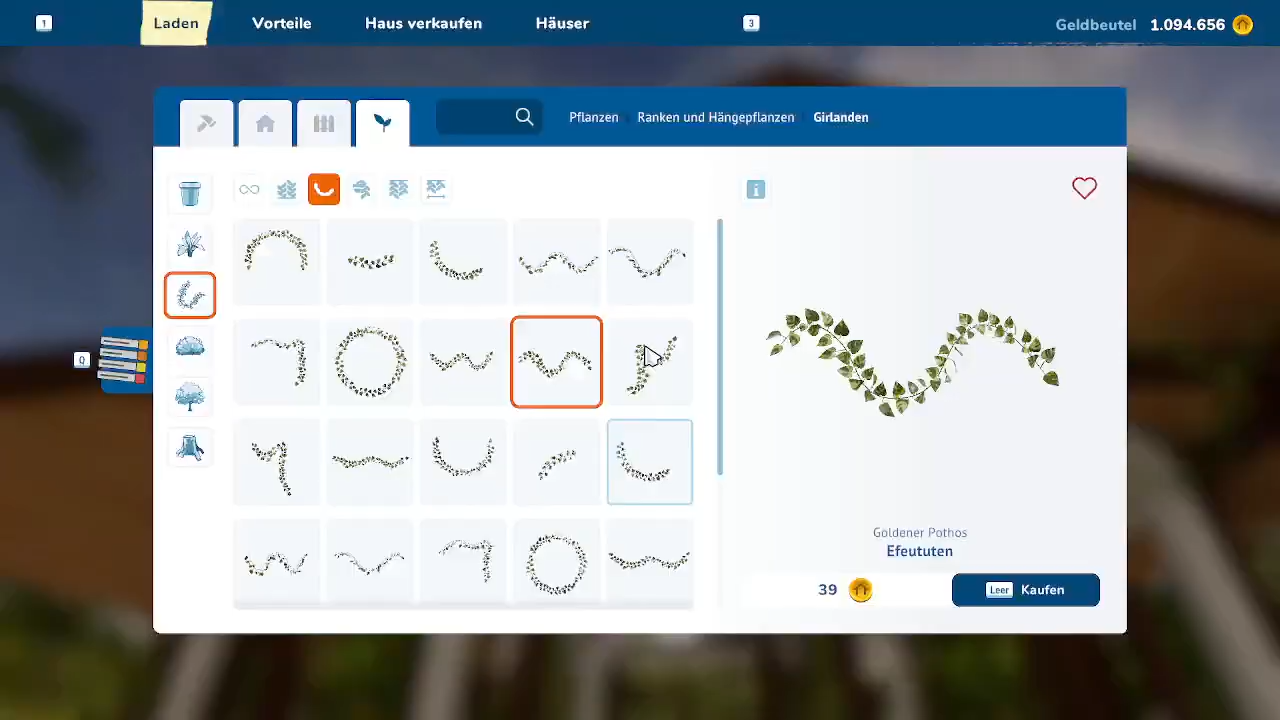 1
Laden
Vorteile
Haus verkaufen
Häuser
3
Geldbeutel 1.094.656
Pflanzen Ranken und Hängepflanzen Girlanden
i
Q
Goldener Pothos
Efeututen
39
Leer Kaufen